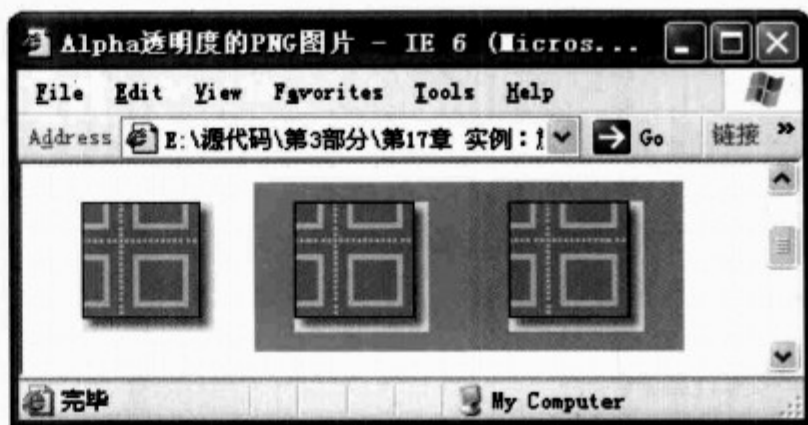 Alpha透明度的PNG图片 - IE 6 (Micros...
File Edit View Favorites Tools Help
Address E:\源代码\第3部分\第17章 实例： Go 链接 »
完毕 My Computer